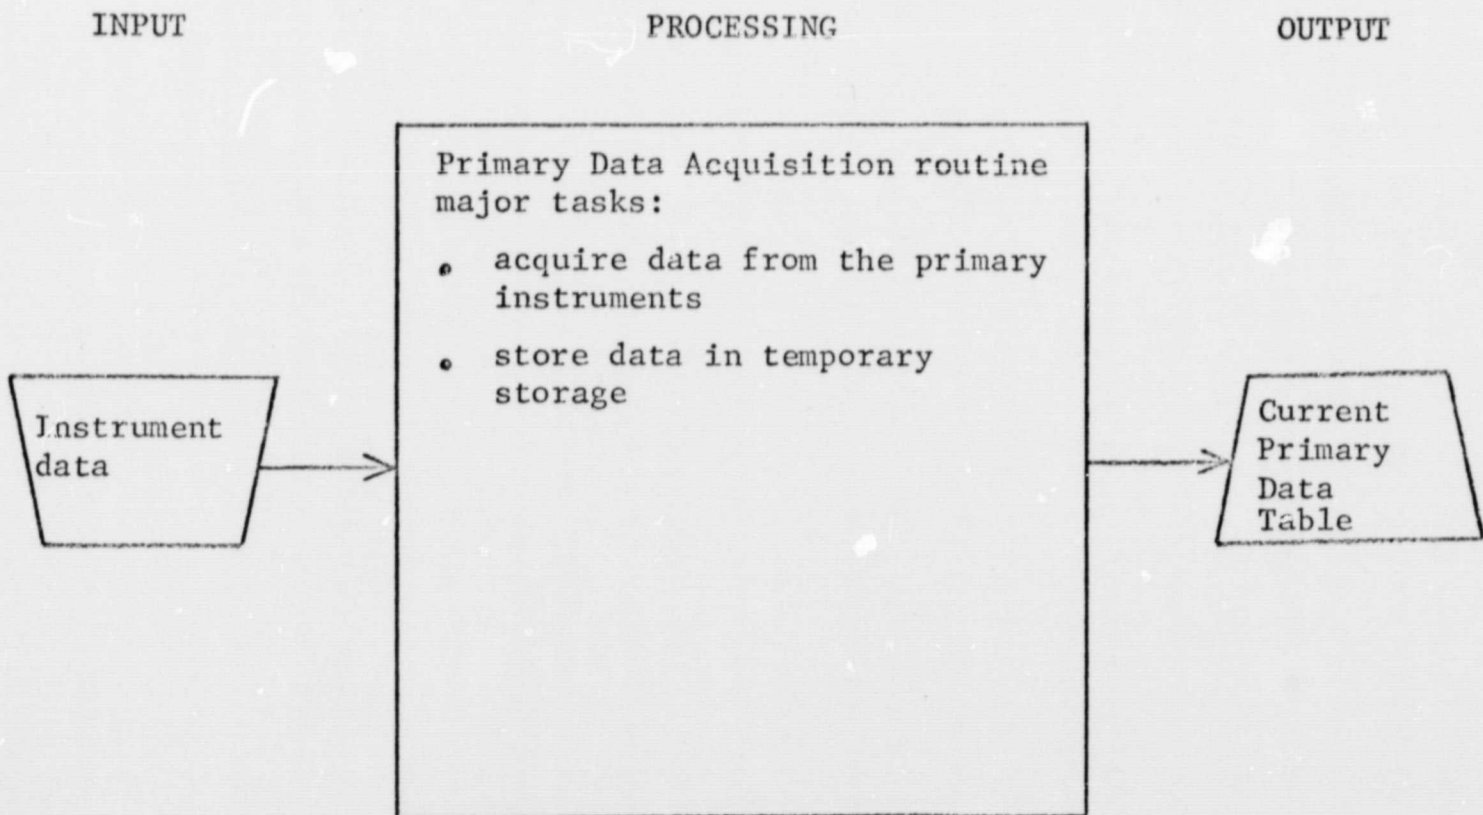 INPUT PROCESSING OUTPUT
Primary Data Acquisition routine
major tasks:
• acquire data from the primary
instruments
• store data in temporary
storage
Instrument
data
Current
Primary
Data
Table